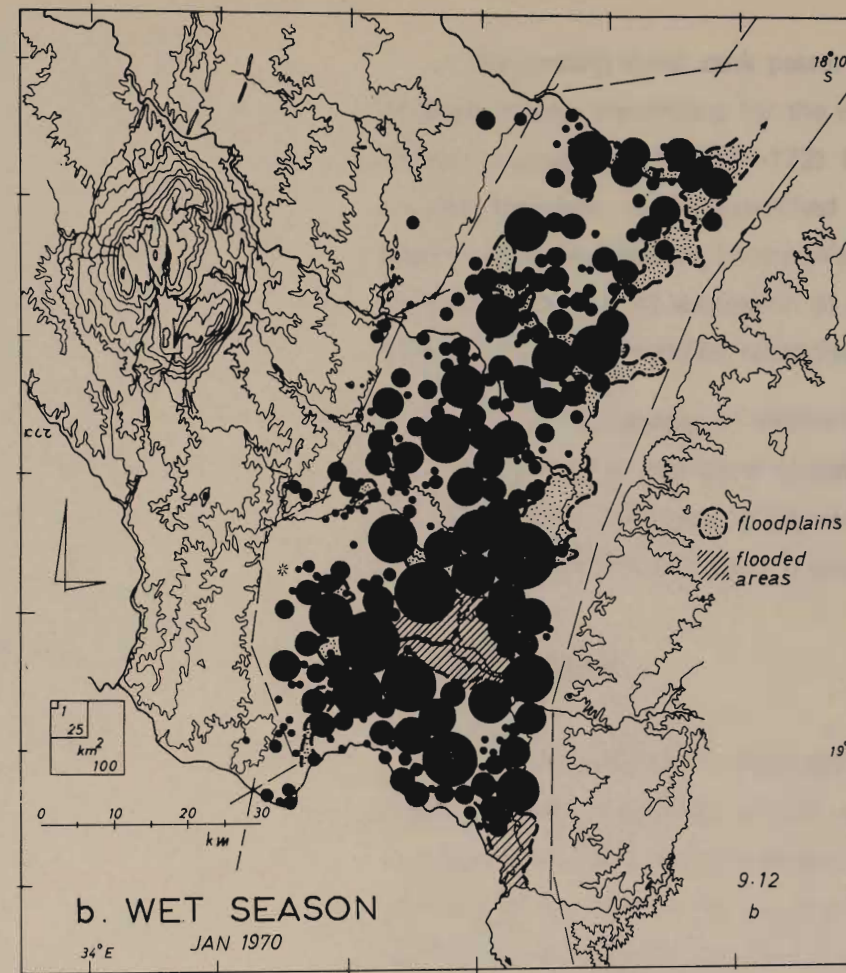 18°10
S
floodplains
flooded
areas
1
25
km²
100
0 10 20 30
km
19°
b. WET SEASON
JAN 1970
34°E
9.12
b